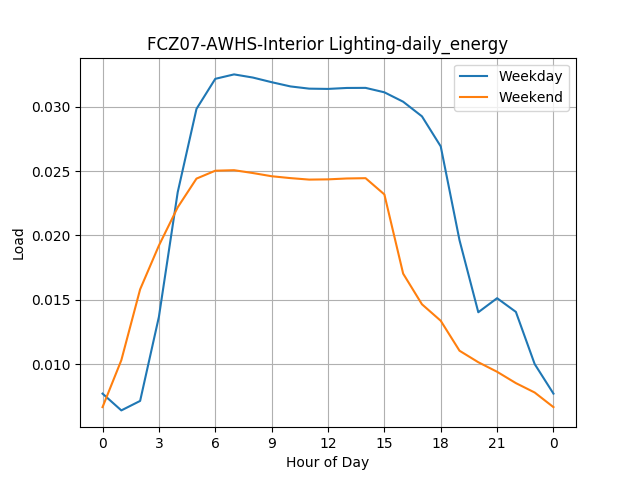 FCZ07-AWHS-Interior Lighting-daily_energy
Weekday
Weekend
0.030
0.025
0.020
0.015
0.010
Load
0 3 6 9 12 15 18 21 0
Hour of Day